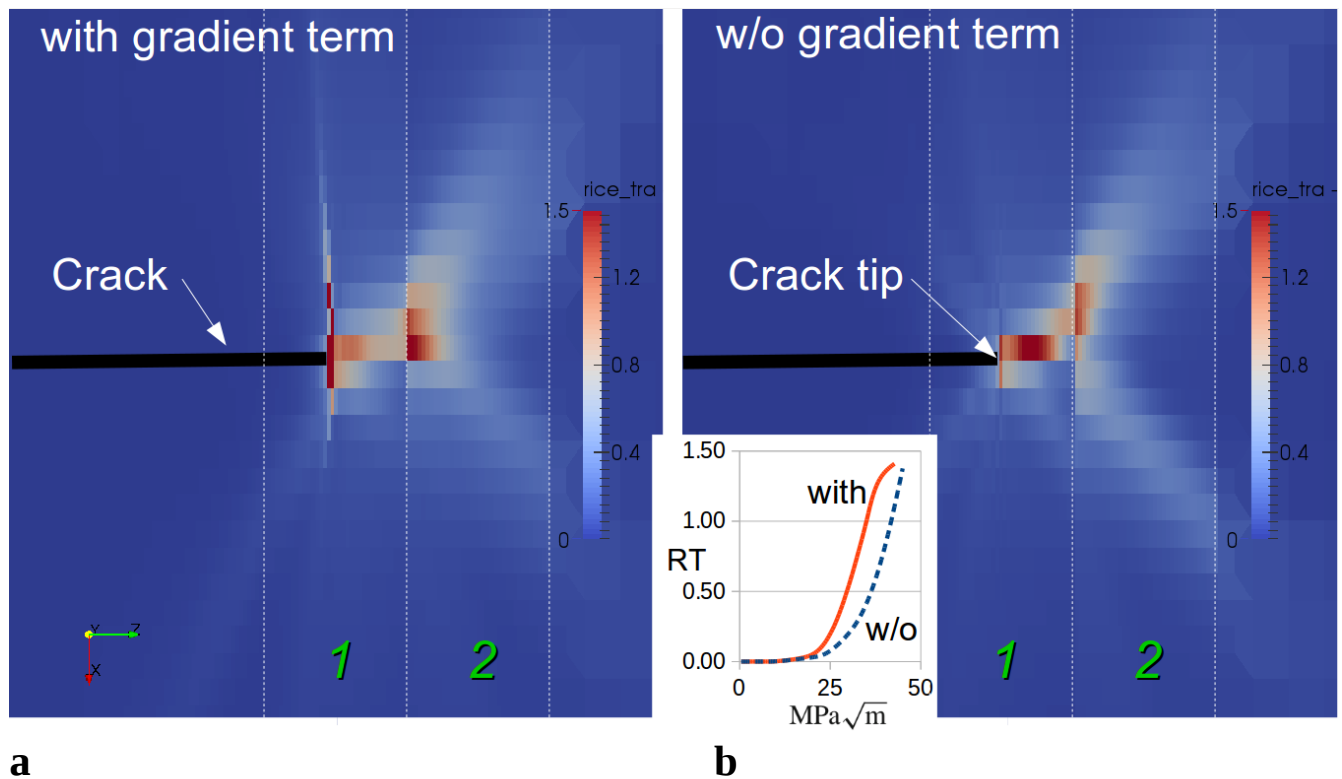 with gradient term
rice_tra
1.5
1.2
0.8
0.4
0
Crack
Y
Z
X
1
2
w/o gradient term
rice_tra -
1.5
1.2
0.8
0.4
0
Crack tip
1
2
1.50
1.00
0.50
0.00
RT
with
w/o
0
25
50
MPa√m
a
b